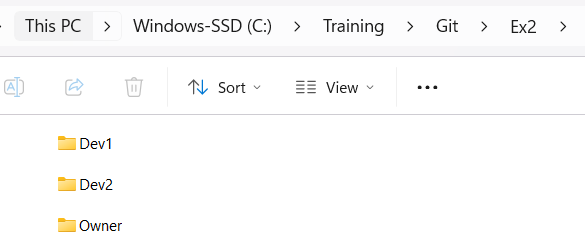 This PC > Windows-SSD (C:) > Training > Git > Ex2 >
Sort View
Dev1
Dev2
Owner